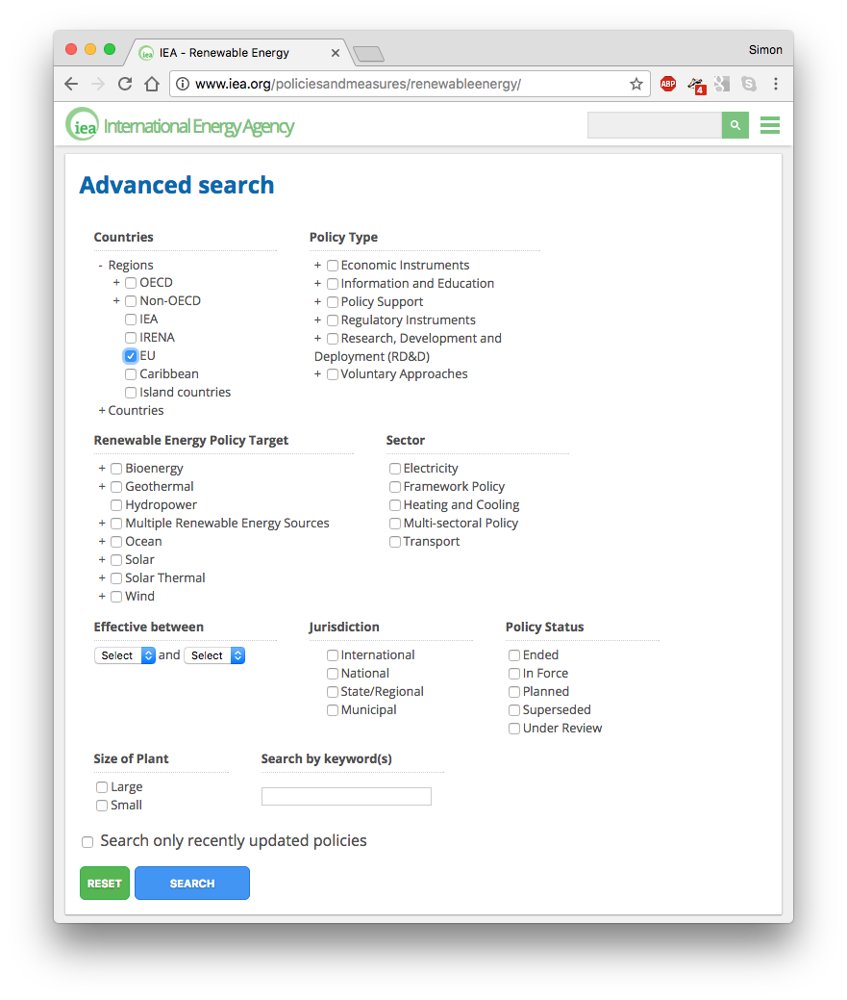 IEA - Renewable Energy
Simon
www.iea.org/policiesandmeasures/renewableenergy/
ABP
4
iea International Energy Agency
Advanced search
Countries
- Regions
+ OECD
+ Non-OECD
IEA
IRENA
EU
Caribbean
Island countries
+ Countries
Policy Type
+ Economic Instruments
+ Information and Education
+ Policy Support
+ Regulatory Instruments
+ Research, Development and
Deployment (RD&D)
+ Voluntary Approaches
Renewable Energy Policy Target
+ Bioenergy
+ Geothermal
Hydropower
+ Multiple Renewable Energy Sources
+ Ocean
+ Solar
+ Solar Thermal
+ Wind
Sector
Electricity
Framework Policy
Heating and Cooling
Multi-sectoral Policy
Transport
Effective between
Select and Select
Jurisdiction
International
National
State/Regional
Municipal
Policy Status
Ended
In Force
Planned
Superseded
Under Review
Size of Plant
Large
Small
Search by keyword(s)
Search only recently updated policies
RESET SEARCH